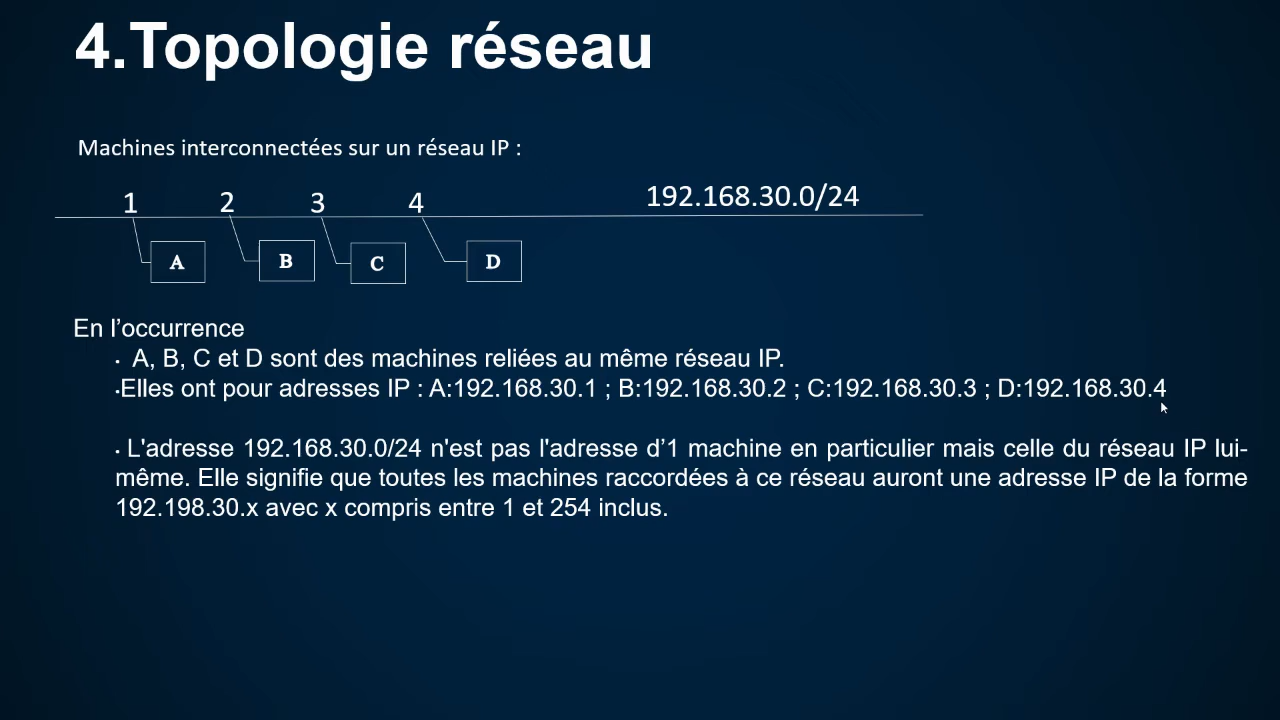 4.Topologie réseau
Machines interconnectées sur un réseau IP :
1 2 3 4 192.168.30.0/24
A B C D
En l’occurrence
· A, B, C et D sont des machines reliées au même réseau IP.
·Elles ont pour adresses IP : A:192.168.30.1 ; B:192.168.30.2 ; C:192.168.30.3 ; D:192.168.30.4
· L'adresse 192.168.30.0/24 n'est pas l'adresse d’1 machine en particulier mais celle du réseau IP lui-
même. Elle signifie que toutes les machines raccordées à ce réseau auront une adresse IP de la forme
192.198.30.x avec x compris entre 1 et 254 inclus.